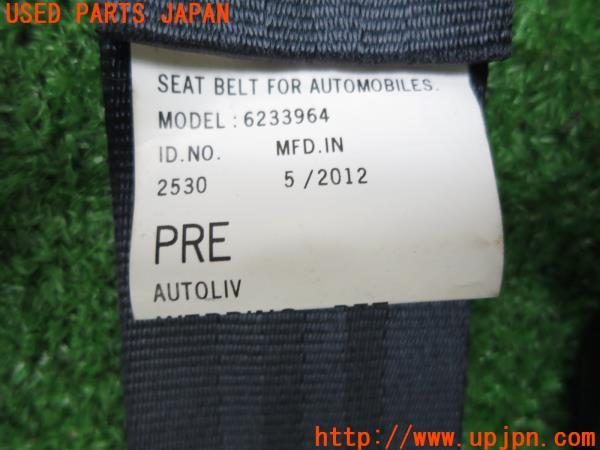 USED PARTS JAPAN
SEAT BELT FOR AUTOMOBILES.
MODEL : 6233964
ID.NO. MFD.IN
2530 5 / 2012
PRE
AUTOLIV
http://www.upjpn.com/